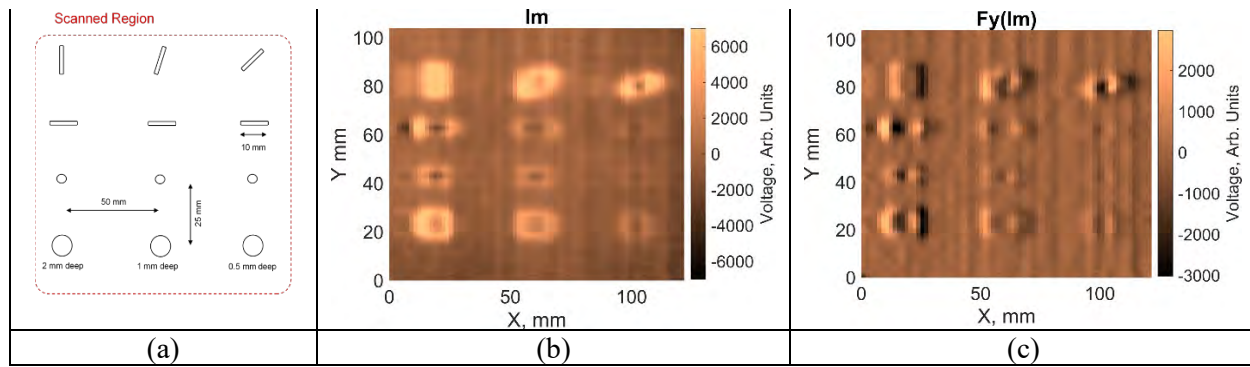 Scanned Region
10 mm
50 mm
25 mm
2 mm deep
1 mm deep
0.5 mm deep
(a)
Im
100
80
60
40
20
0
Y mm
0
50
100
X, mm
6000
4000
2000
0
-2000
-4000
-6000
Voltage, Arb. Units
(b)
Fy(Im)
100
80
60
40
20
0
Y mm
0
50
100
X, mm
2000
1000
0
-1000
-2000
-3000
Voltage, Arb. Units
(c)